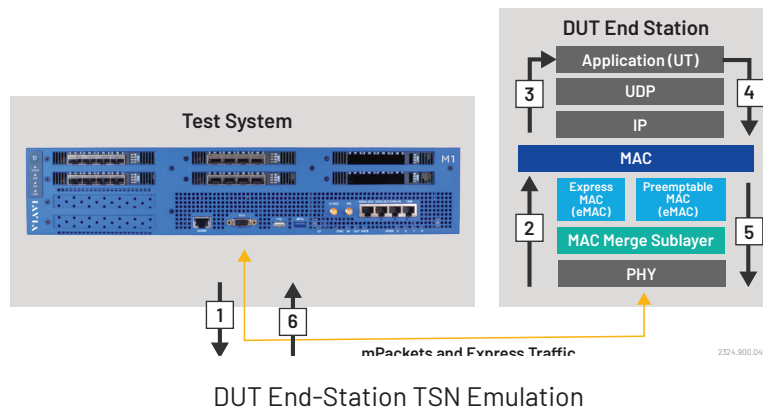 DUT End Station
Application (UT)
3
4
UDP
IP
Test System
M1
VIAVI
MAC
Express
MAC
(eMAC)
Preemptable
MAC
(eMAC)
2
5
MAC Merge Sublayer
PHY
1
6
mPackets and Express Traffic
2324.900.04
DUT End-Station TSN Emulation